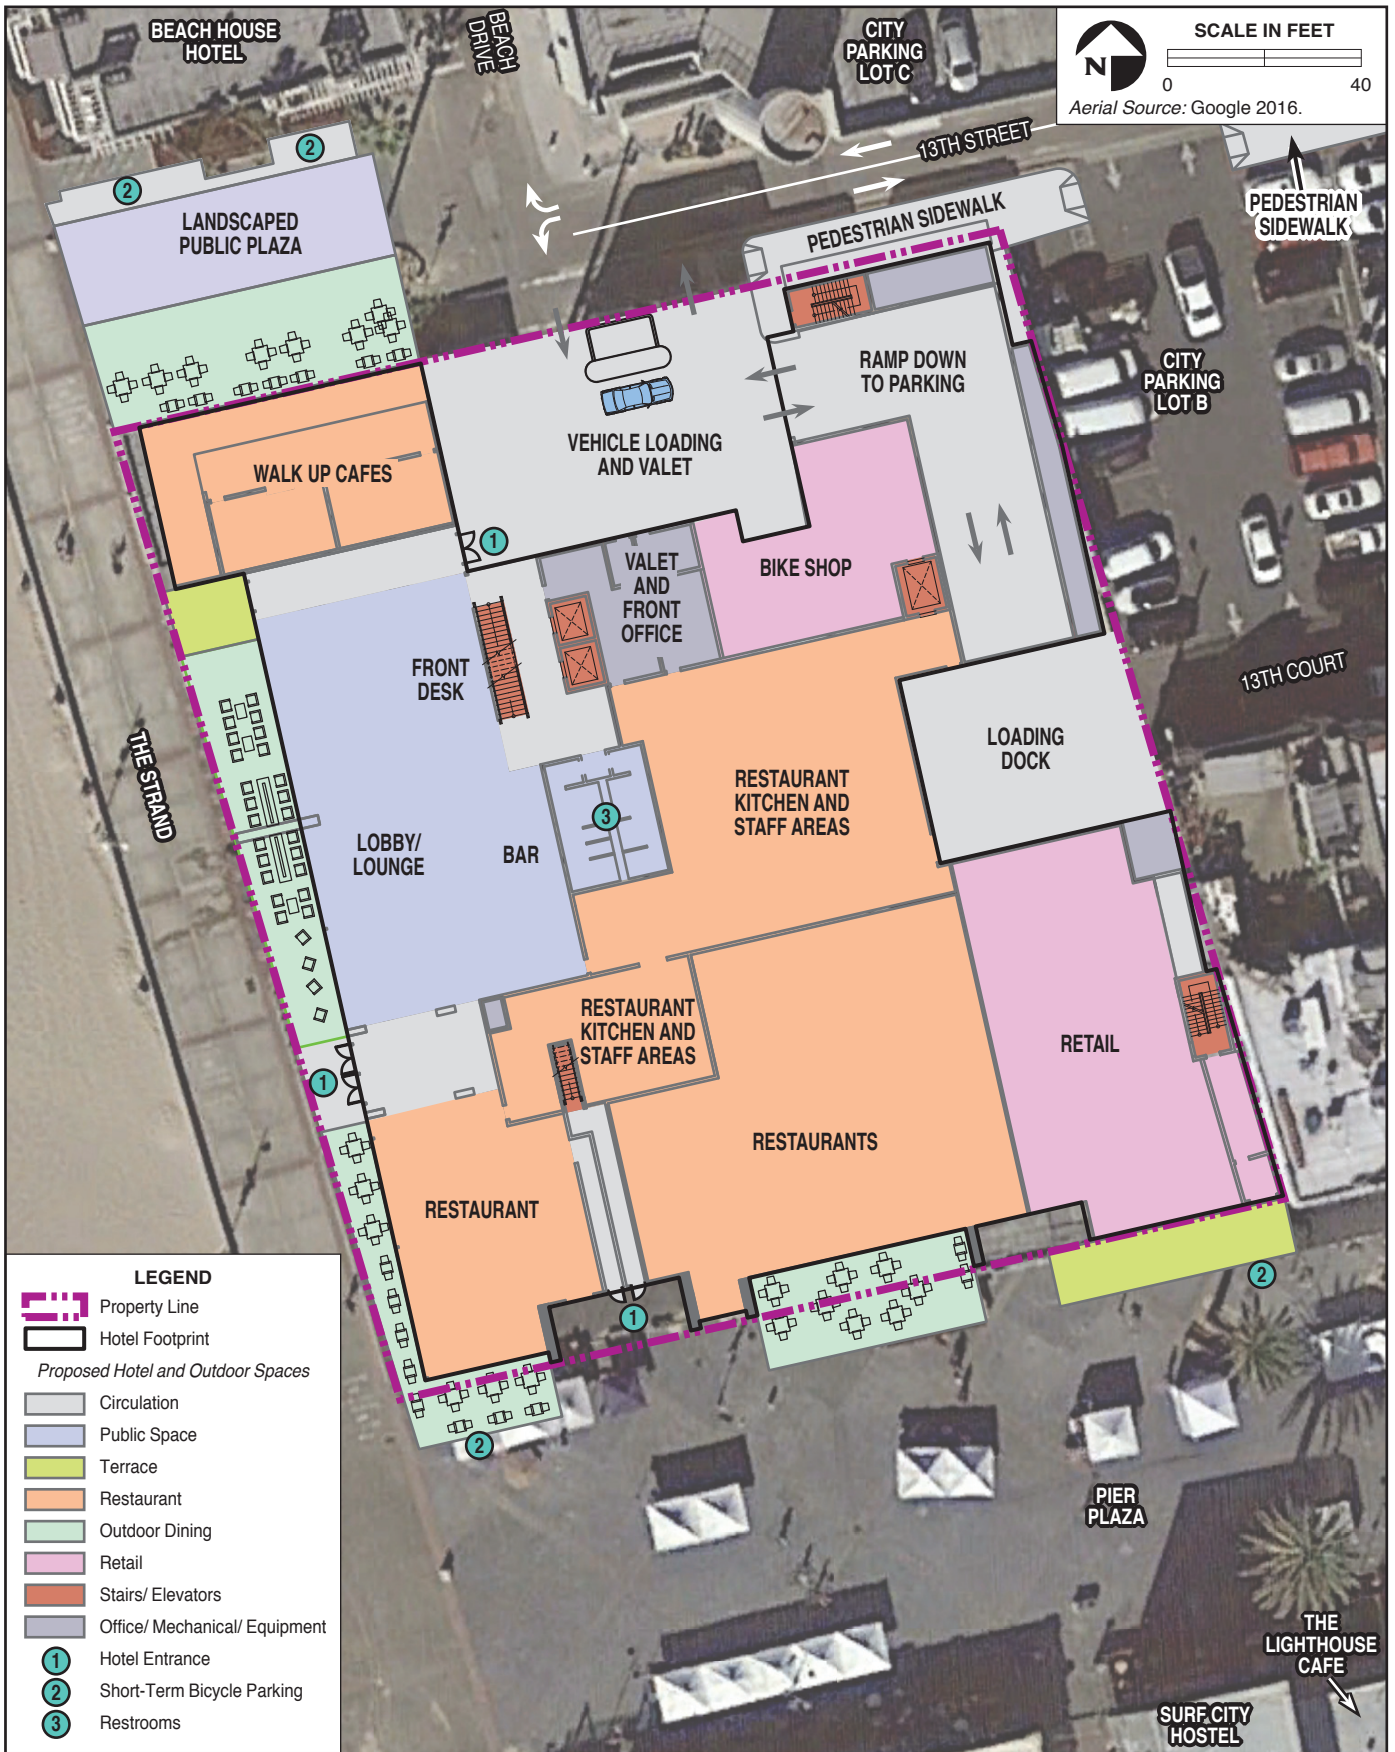 BEACH HOUSE
HOTEL
BEACH
DRIVE
CITY
PARKING
LOT C
SCALE IN FEET
N
0
40
Aerial Source: Google 2016.
13TH STREET
2
2
PEDESTRIAN
SIDEWALK
LANDSCAPED
PUBLIC PLAZA
PEDESTRIAN SIDEWALK
RAMP DOWN
TO PARKING
CITY
PARKING
LOT B
VEHICLE LOADING
AND VALET
WALK UP CAFES
1
VALET
AND
FRONT
OFFICE
BIKE SHOP
FRONT
DESK
13TH COURT
THE STRAND
LOADING
DOCK
RESTAURANT
KITCHEN AND
STAFF AREAS
3
LOBBY/
LOUNGE
BAR
RESTAURANT
KITCHEN AND
STAFF AREAS
RETAIL
1
RESTAURANTS
RESTAURANT
2
1
2
LEGEND
Property Line
Hotel Footprint
Proposed Hotel and Outdoor Spaces
Circulation
Public Space
Terrace
Restaurant
Outdoor Dining
Retail
Stairs/ Elevators
Office/ Mechanical/ Equipment
1 Hotel Entrance
2 Short-Term Bicycle Parking
3 Restrooms
PIER
PLAZA
THE
LIGHTHOUSE
CAFE
SURF CITY
HOSTEL